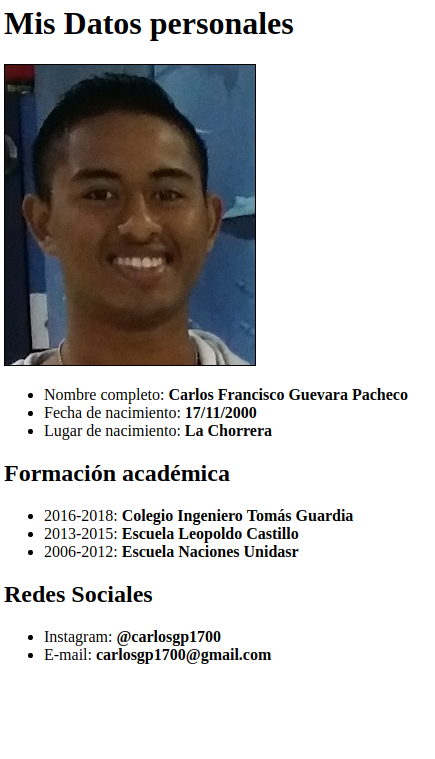 Mis Datos personales
Nombre completo: Carlos Francisco Guevara Pacheco
Fecha de nacimiento: 17/11/2000
Lugar de nacimiento: La Chorrera
Formación académica
2016-2018: Colegio Ingeniero Tomás Guardia
2013-2015: Escuela Leopoldo Castillo
2006-2012: Escuela Naciones Unidasr
Redes Sociales
Instagram: @carlosgp1700
E-mail: carlosgp1700@gmail.com